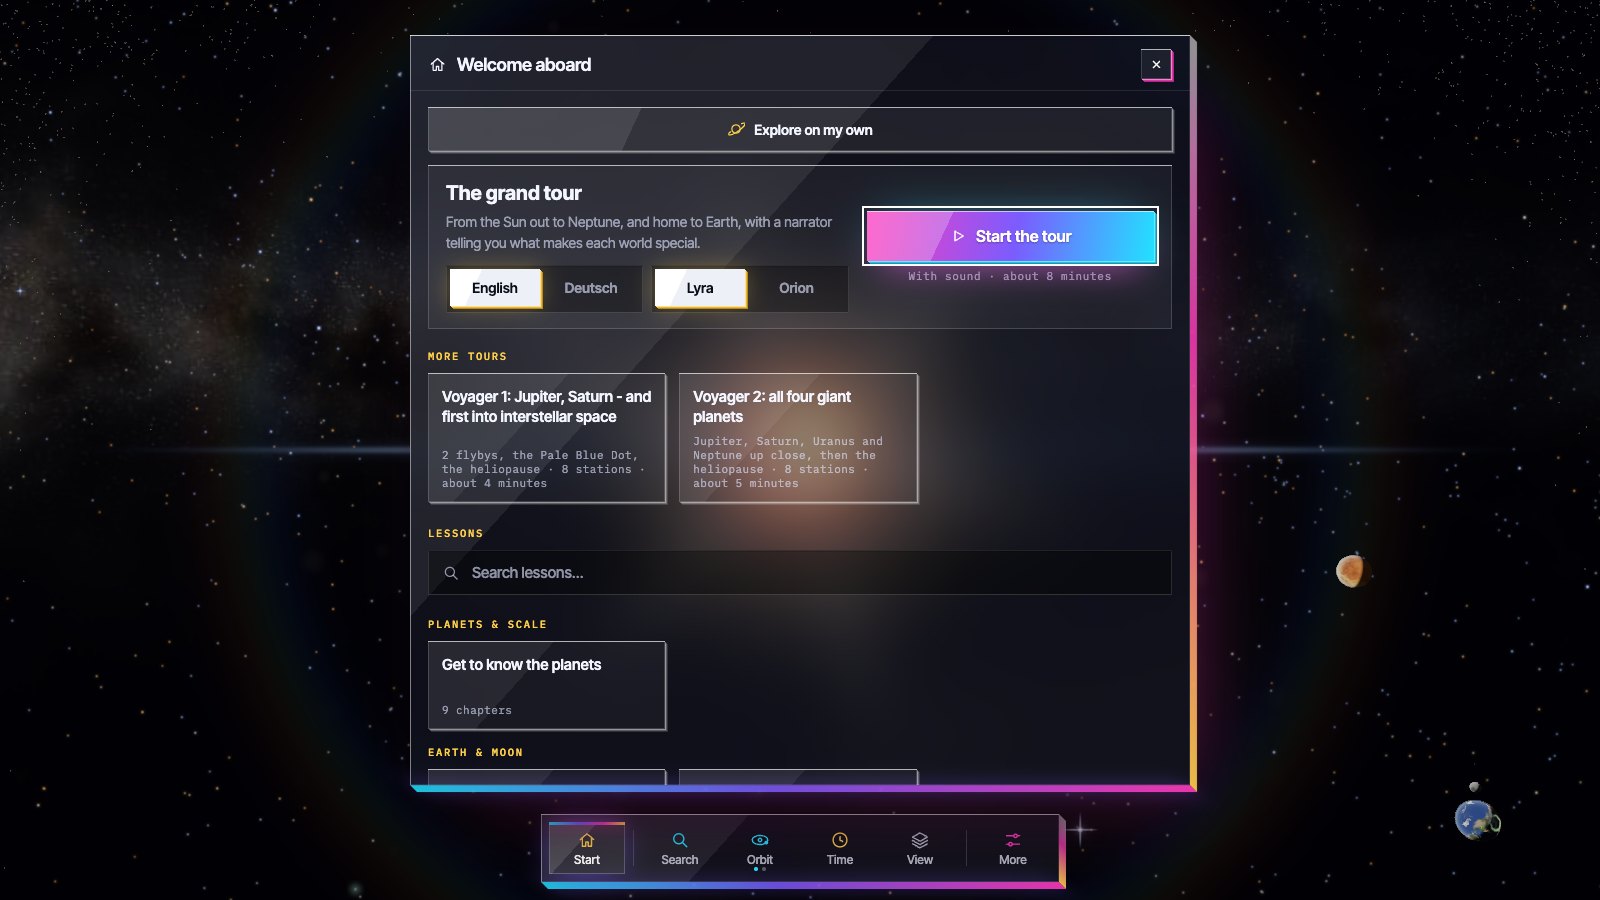 Welcome aboard
Explore on my own
The grand tour
From the Sun out to Neptune, and home to Earth, with a narrator
telling you what makes each world special.
English
Deutsch
Lyra
Orion
Start the tour
With sound · about 8 minutes
MORE TOURS
Voyager 1: Jupiter, Saturn - and
first into interstellar space
2 flybys, the Pale Blue Dot,
the heliopause · 8 stations ·
about 4 minutes
Voyager 2: all four giant
planets
Jupiter, Saturn, Uranus and
Neptune up close, then the
heliopause · 8 stations ·
about 5 minutes
LESSONS
Search lessons...
PLANETS & SCALE
Get to know the planets
9 chapters
EARTH & MOON
Start
Search
Orbit
Time
View
More